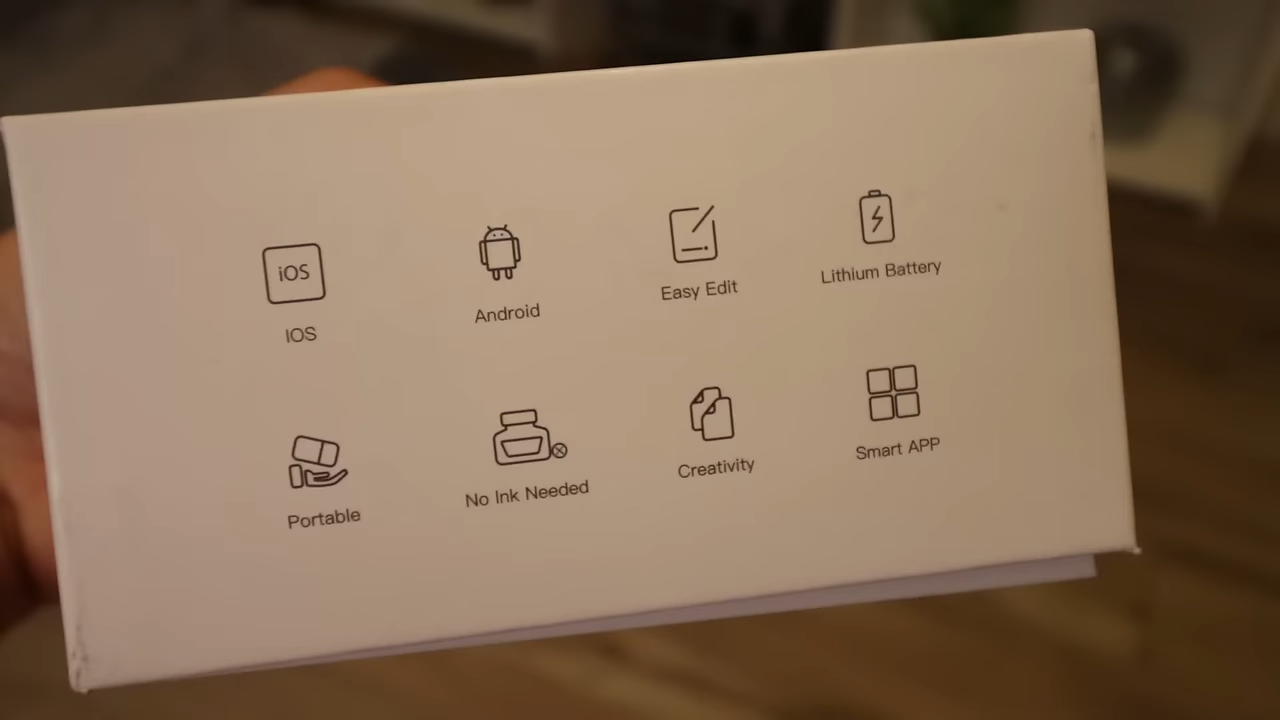 iOS
IOS
Android
Easy Edit
Lithium Battery
Portable
No Ink Needed
Creativity
Smart APP